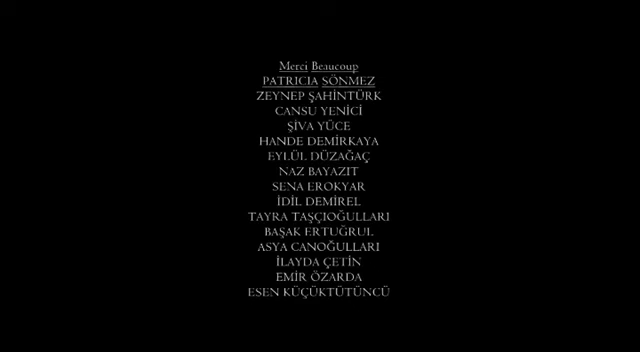 Merci Beaucoup
PATRICIA SÖNMEZ
ZEYNEP ŞAHİNTÜRK
CANSU YENİCİ
ŞİVA YÜCE
HANDE DEMİRKAYA
EYLÜL DÜZAĞAÇ
NAZ BAYAZIT
SENA EROKYAR
İDİL DEMİREL
TAYRA TAŞÇIOĞULLARI
BAŞAK ERTUĞRUL
ASYA CANOĞULLARI
İLAYDA ÇETİN
EMİR ÖZARDA
ESEN KÜÇÜKTÜTÜNCÜ